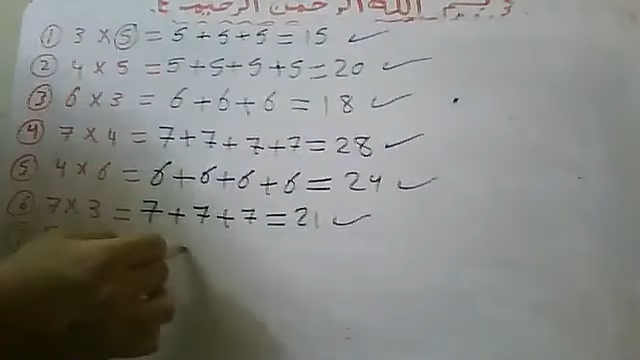 بسم الله الرحمن الرحيم
① 3 × 5 = 5 + 5 + 5 = 15 ✓
② 4 × 5 = 5 + 5 + 5 + 5 = 20 ✓
③ 6 × 3 = 6 + 6 + 6 = 18 ✓
④ 7 × 4 = 7 + 7 + 7 + 7 = 28 ✓
⑤ 4 × 6 = 6 + 6 + 6 + 6 = 24 ✓
⑥ 7 × 3 = 7 + 7 + 7 = 21 ✓